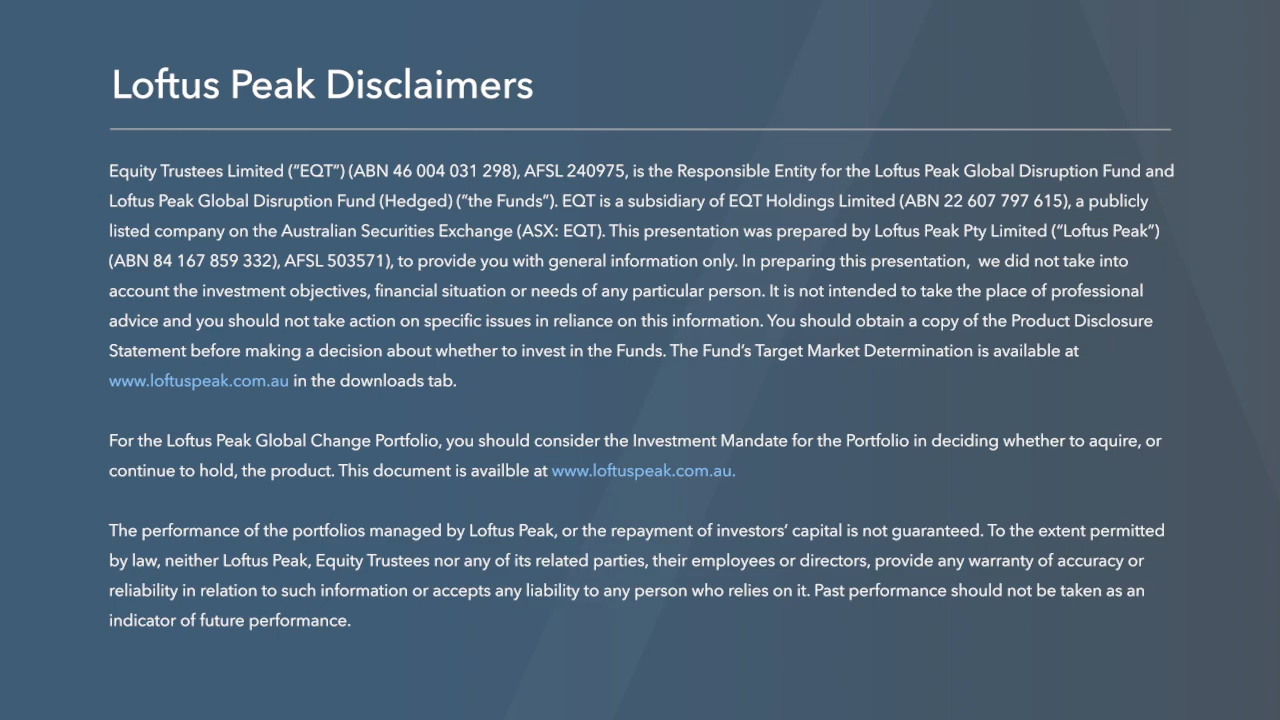 Loftus Peak Disclaimers
Equity Trustees Limited (“EQT”) (ABN 46 004 031 298), AFSL 240975, is the Responsible Entity for the Loftus Peak Global Disruption Fund and
Loftus Peak Global Disruption Fund (Hedged) (“the Funds”). EQT is a subsidiary of EQT Holdings Limited (ABN 22 607 797 615), a publicly
listed company on the Australian Securities Exchange (ASX: EQT). This presentation was prepared by Loftus Peak Pty Limited (“Loftus Peak”)
(ABN 84 167 859 332), AFSL 503571), to provide you with general information only. In preparing this presentation,  we did not take into
account the investment objectives, financial situation or needs of any particular person. It is not intended to take the place of professional
advice and you should not take action on specific issues in reliance on this information. You should obtain a copy of the Product Disclosure
Statement before making a decision about whether to invest in the Funds. The Fund’s Target Market Determination is available at
www.loftuspeak.com.au in the downloads tab.
For the Loftus Peak Global Change Portfolio, you should consider the Investment Mandate for the Portfolio in deciding whether to aquire, or
continue to hold, the product. This document is availble at www.loftuspeak.com.au.
The performance of the portfolios managed by Loftus Peak, or the repayment of investors’ capital is not guaranteed. To the extent permitted
by law, neither Loftus Peak, Equity Trustees nor any of its related parties, their employees or directors, provide any warranty of accuracy or
reliability in relation to such information or accepts any liability to any person who relies on it. Past performance should not be taken as an
indicator of future performance.